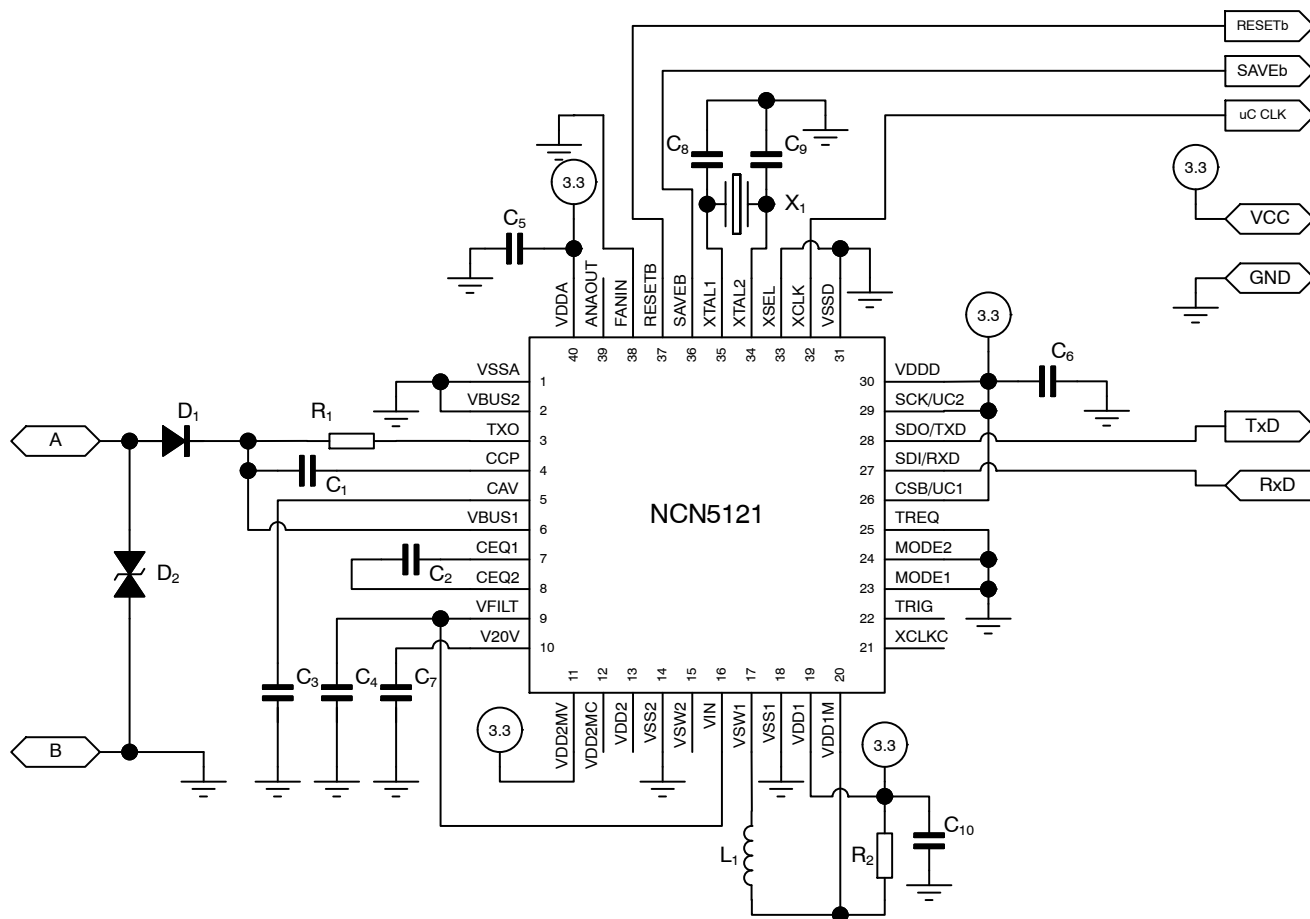 RESETb
SAVEb
uC CLK
C8
C9
3.3
3.3
X1
VCC
C5
GND
VDDA
ANAOUT
FANIN
RESETB
SAVEB
XTAL1
XTAL2
XSEL
XCLK
VSSD
3.3
40
39
38
37
36
35
34
33
32
31
C6
VSSA
1
30
VDDD
VBUS2
2
29
SCK/UC2
D1
R1
A
TXO
3
28
SDO/TXD
TxD
CCP
4
27
SDI/RXD
C1
CAV
5
26
CSB/UC1
RxD
VBUS1
6
NCN5121
25
TREQ
CEQ1
7
24
MODE2
C2
D2
CEQ2
8
23
MODE1
VFILT
9
22
TRIG
V20V
10
21
XCLKC
C3
C4
C7
11
12
13
14
15
16
17
18
19
20
VDD2MV
VDD2MC
VDD2
VSS2
VSW2
VIN
VSW1
VSS1
VDD1
VDD1M
3.3
3.3
B
L1
R2
C10